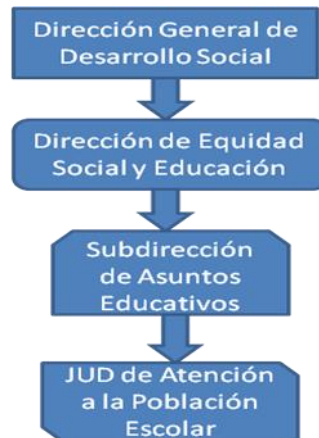 Dirección General de
Desarrollo Social
Dirección de Equidad
Social y Educación
Subdirección
de Asuntos
Educativos
JUD de Atención
a la Población
Escolar